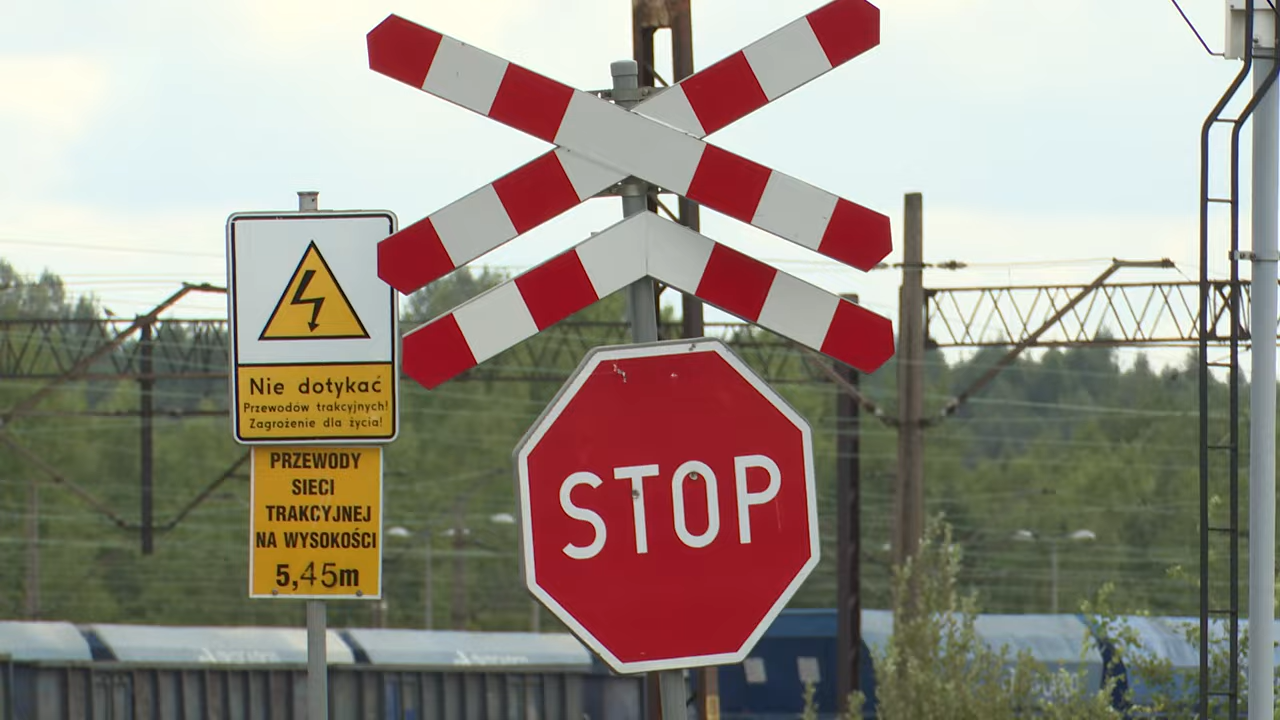 Nie dotykać
Przewodów trakcyjnych!
Zagrożenie dla życia!
PRZEWODY
SIECI
TRAKCYJNEJ
NA WYSOKOŚCI
5,45m
STOP